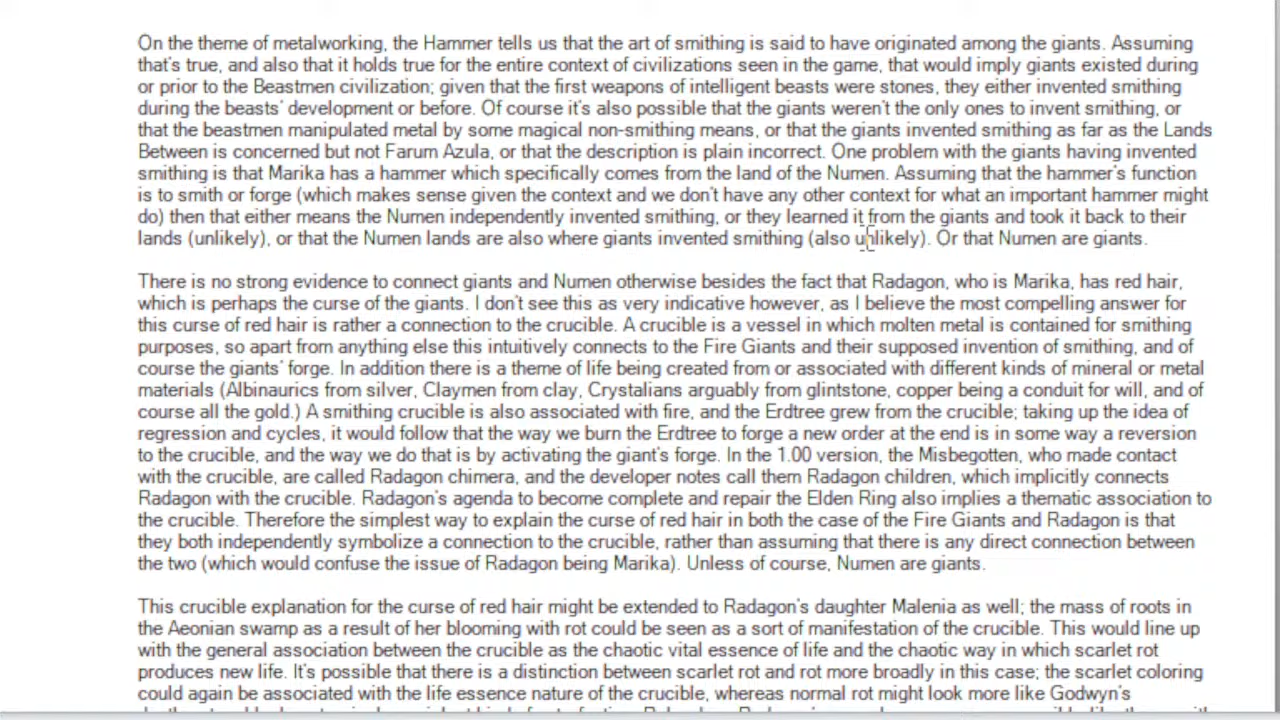 On the theme of metalworking, the Hammer tells us that the art of smithing is said to have originated among the giants. Assuming
that's true, and also that it holds true for the entire context of civilizations seen in the game, that would imply giants existed during
or prior to the Beastmen civilization; given that the first weapons of intelligent beasts were stones, they either invented smithing
during the beasts' development or before. Of course it's also possible that the giants weren't the only ones to invent smithing, or
that the beastmen manipulated metal by some magical non-smithing means, or that the giants invented smithing as far as the Lands
Between is concerned but not Farum Azula, or that the description is plain incorrect. One problem with the giants having invented
smithing is that Marika has a hammer which specifically comes from the land of the Numen. Assuming that the hammer's function
is to smith or forge (which makes sense given the context and we don't have any other context for what an important hammer might
do) then that either means the Numen independently invented smithing, or they learned it from the giants and took it back to their
lands (unlikely), or that the Numen lands are also where giants invented smithing (also unlikely). Or that Numen are giants.
There is no strong evidence to connect giants and Numen otherwise besides the fact that Radagon, who is Marika, has red hair,
which is perhaps the curse of the giants. I don't see this as very indicative however, as I believe the most compelling answer for
this curse of red hair is rather a connection to the crucible. A crucible is a vessel in which molten metal is contained for smithing
purposes, so apart from anything else this intuitively connects to the Fire Giants and their supposed invention of smithing, and of
course the giants' forge. In addition there is a theme of life being created from or associated with different kinds of mineral or metal
materials (Albinaurics from silver, Claymen from clay, Crystalians arguably from glintstone, copper being a conduit for will, and of
course all the gold.) A smithing crucible is also associated with fire, and the Erdtree grew from the crucible; taking up the idea of
regression and cycles, it would follow that the way we burn the Erdtree to forge a new order at the end is in some way a reversion
to the crucible, and the way we do that is by activating the giant's forge. In the 1.00 version, the Misbegotten, who made contact
with the crucible, are called Radagon chimera, and the developer notes call them Radagon children, which implicitly connects
Radagon with the crucible. Radagon's agenda to become complete and repair the Elden Ring also implies a thematic association to
the crucible. Therefore the simplest way to explain the curse of red hair in both the case of the Fire Giants and Radagon is that
they both independently symbolize a connection to the crucible, rather than assuming that there is any direct connection between
the two (which would confuse the issue of Radagon being Marika). Unless of course, Numen are giants.
This crucible explanation for the curse of red hair might be extended to Radagon's daughter Malenia as well; the mass of roots in
the Aeonian swamp as a result of her blooming with rot could be seen as a sort of manifestation of the crucible. This would line up
with the general association between the crucible as the chaotic vital essence of life and the chaotic way in which scarlet rot
produces new life. It's possible that there is a distinction between scarlet rot and rot more broadly in this case; the scarlet coloring
could again be associated with the life essence nature of the crucible, whereas normal rot might look more like Godwyn's